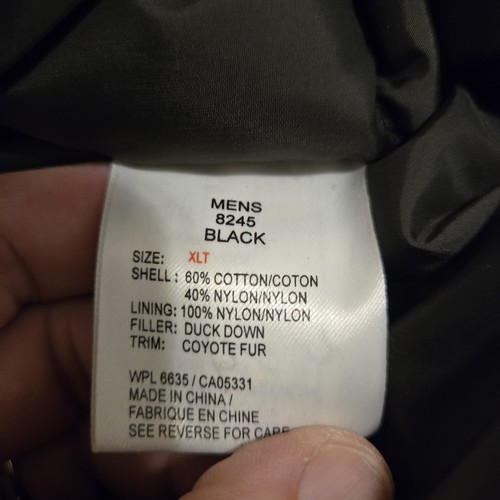 MENS
8245
BLACK
SIZE: XLT
SHELL: 60% COTTON/COTON
40% NYLON/NYLON
LINING: 100% NYLON/NYLON
FILLER: DUCK DOWN
TRIM: COYOTE FUR
WPL 6635 / CA05331
MADE IN CHINA /
FABRIQUE EN CHINE
SEE REVERSE FOR CARE